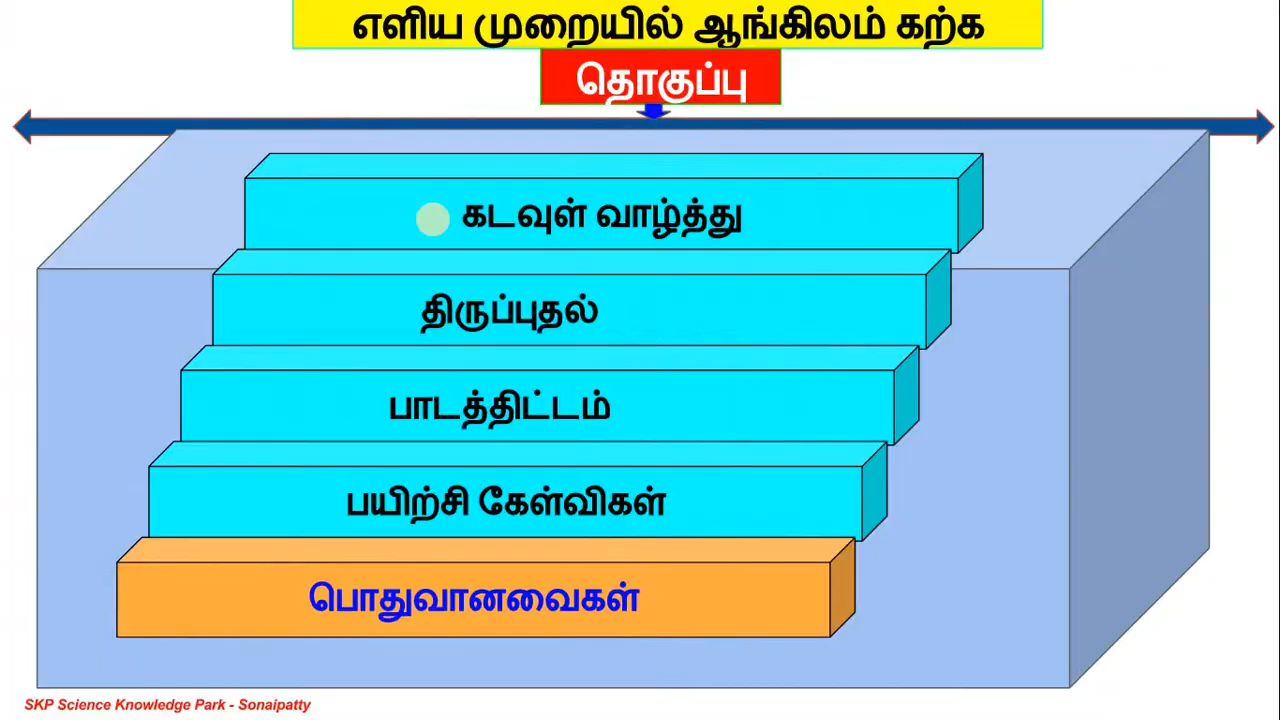 எளிய முறையில் ஆங்கிலம் கற்க
தொகுப்பு
கடவுள் வாழ்த்து
திருப்புதல்
பாடத்திட்டம்
பயிற்சி கேள்விகள்
பொதுவானவைகள்
SKP Science Knowledge Park - Sonaipatty